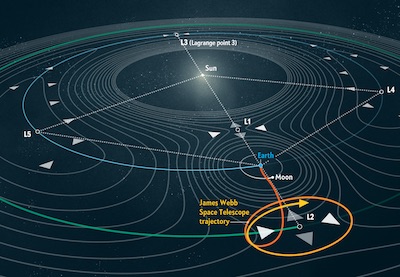 L3 (Lagrange point 3)
Sun
L4
L1
L5
Earth
Moon
James Webb
Space Telescope
trajectory
L2